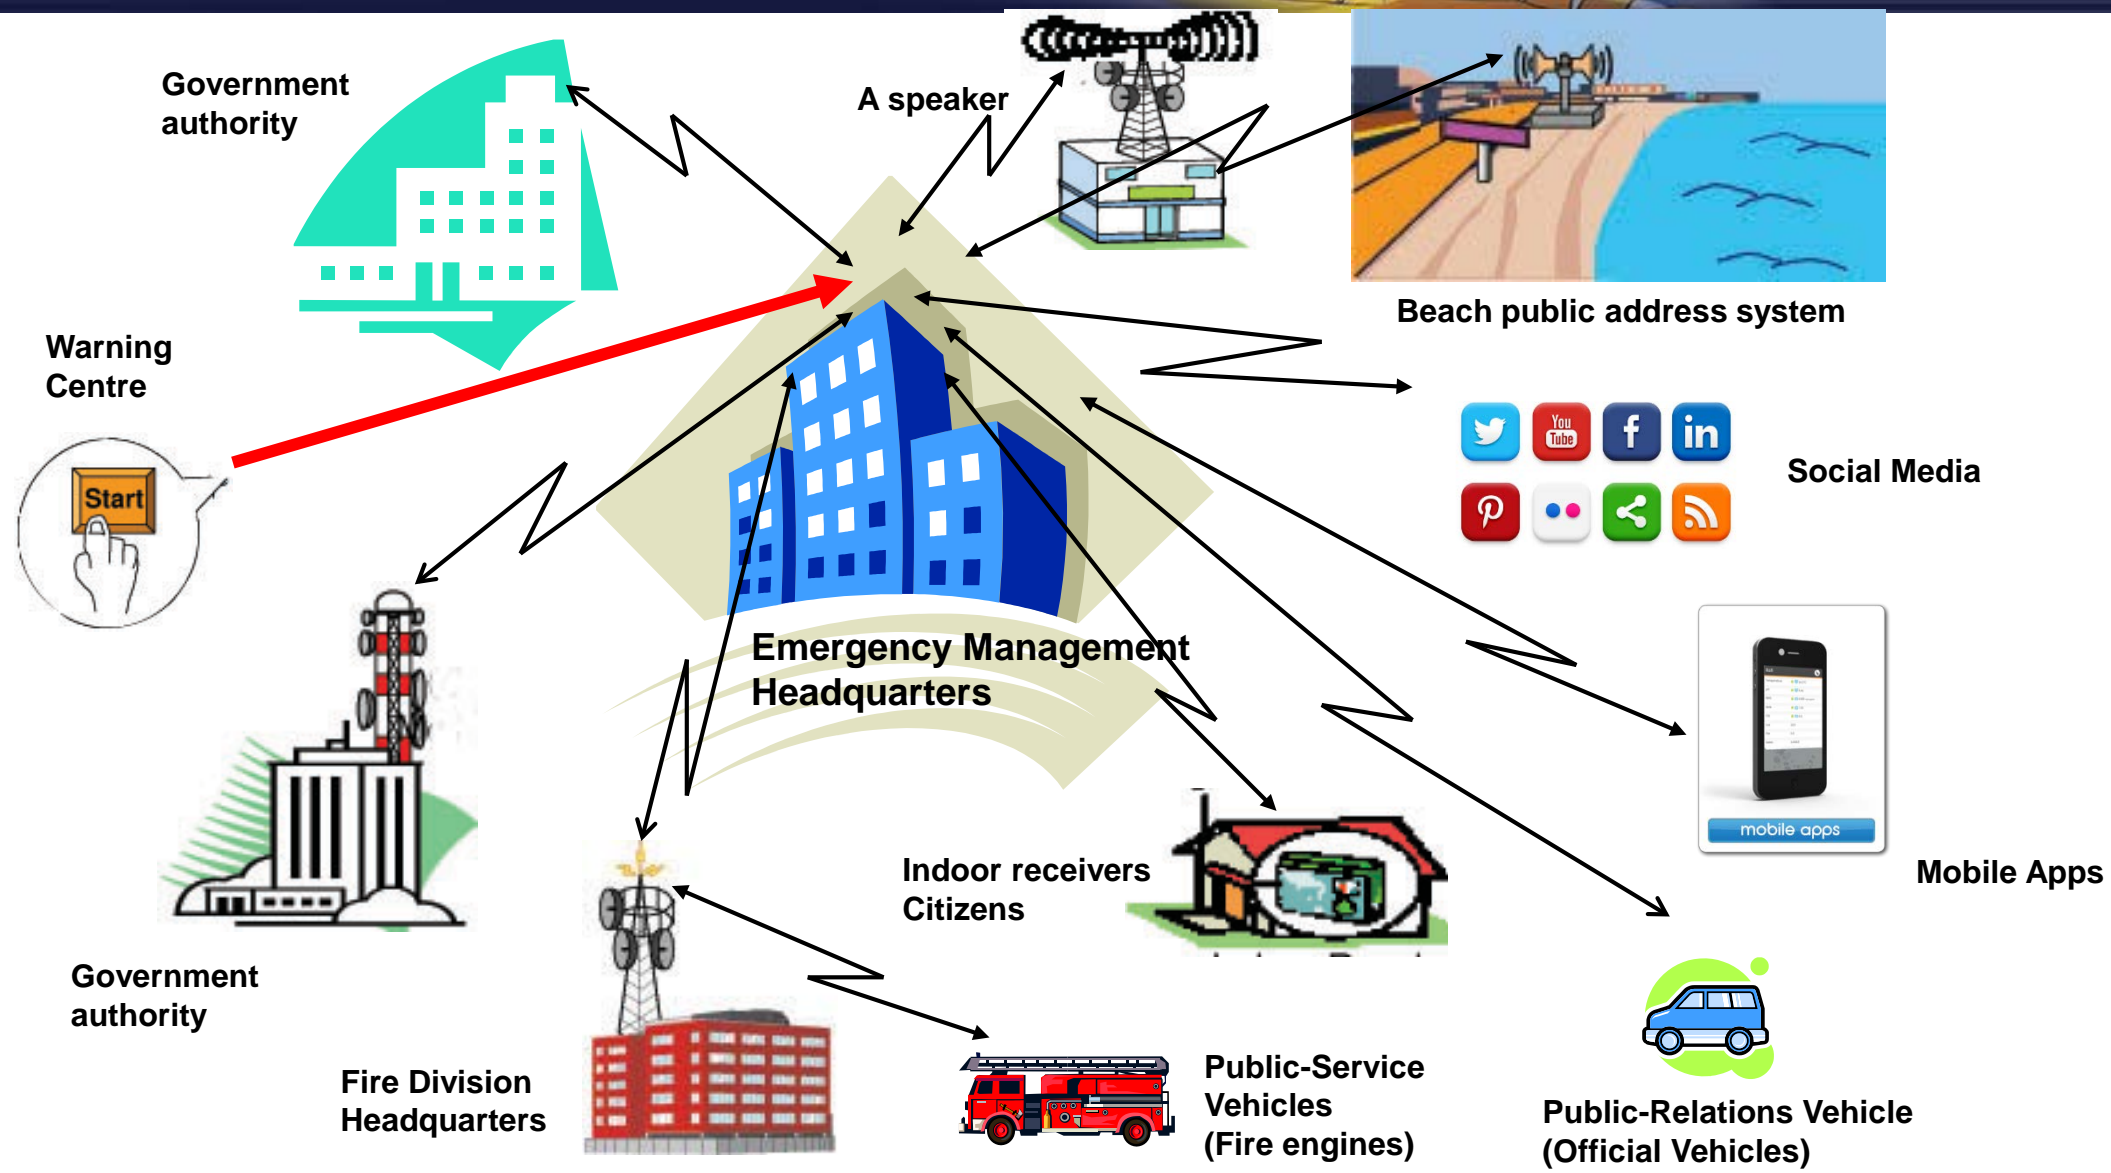 Government
authority
A speaker
Beach public address system
Warning
Centre
Start
You
Tube
f
in
Social Media
Emergency Management
Headquarters
mobile apps
Mobile Apps
Indoor receivers
Citizens
Government
authority
Fire Division
Headquarters
Public-Service
Vehicles
(Fire engines)
Public-Relations Vehicle
(Official Vehicles)